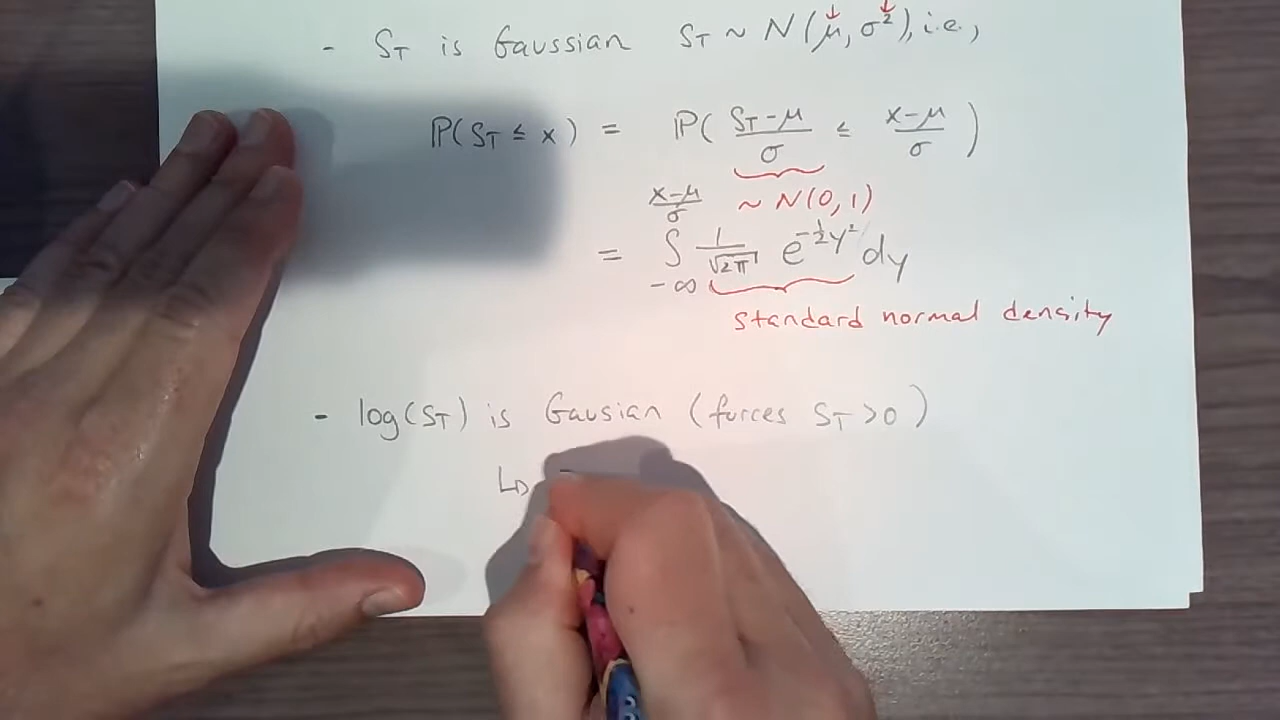 - S_T is Gaussian S_T ~ N(μ, σ²), i.e.,
P(S_T ≤ x) = P( (S_T-μ)/σ ≤ (x-μ)/σ )
~ N(0,1)
= ∫_{-∞}^{(x-μ)/σ} 1/√2π e^{-½y²} dy
standard normal density
- log(S_T) is Gausian (forces S_T >0)